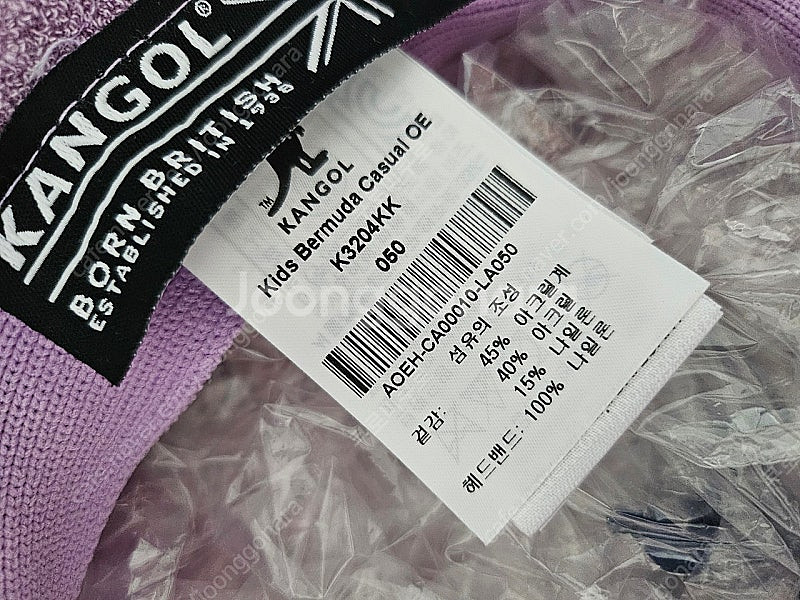 KANGOL®
BORN BRITISH
ESTABLISHED IN 1938
TM
KANGOL
Kids Bermuda Casual OE
K3204KK
050
AOEH-CA00010-LA050
섬유의 조성
겉감: 45% 아크릴계
40% 아크릴
15% 나일론
헤드밴드: 100% 나일론
Joonggonara